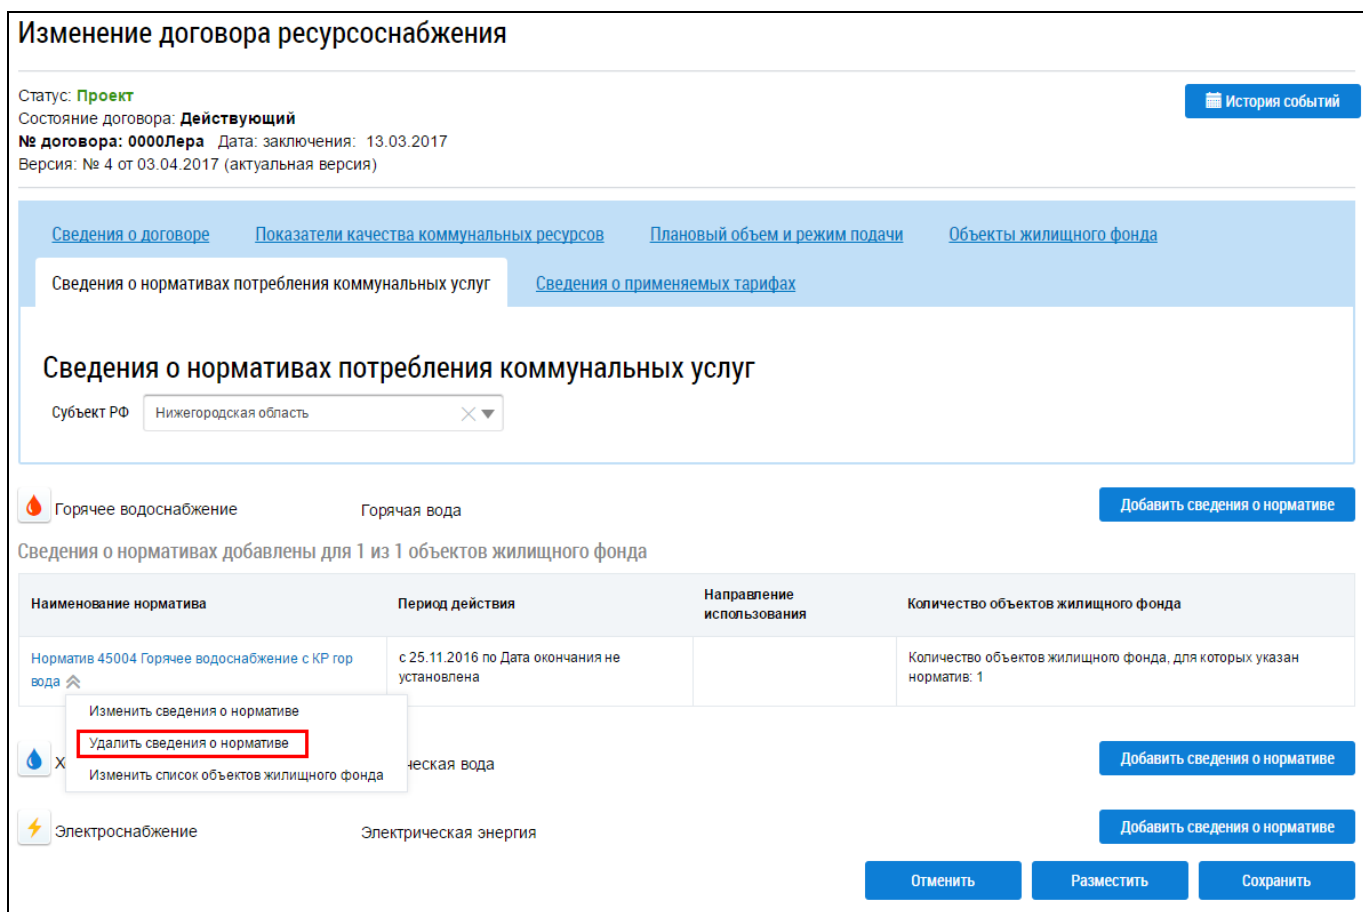 Изменение договора ресурсоснабжения
Статус: Проект
История событий
Состояние договора: Действующий
№ договора: 0000Лера Дата: заключения: 13.03.2017
Версия: № 4 от 03.04.2017 (актуальная версия)
Сведения о договоре Показатели качества коммунальных ресурсов Плановый объем и режим подачи Объекты жилищного фонда
Сведения о нормативах потребления коммунальных услуг Сведения о применяемых тарифах
Сведения о нормативах потребления коммунальных услуг
Субъект РФ Нижегородская область
Горячее водоснабжение Горячая вода Добавить сведения о нормативе
Сведения о нормативах добавлены для 1 из 1 объектов жилищного фонда
Наименование норматива Период действия Направление использования Количество объектов жилищного фонда
Норматив 45004 Горячее водоснабжение с КР гор с 25.11.2016 по Дата окончания не Количество объектов жилищного фонда, для которых указан
вода установлена норматив: 1
Изменить сведения о нормативе
Удалить сведения о нормативе
Изменить список объектов жилищного фонда
вода Добавить сведения о нормативе
Электроснабжение Электрическая энергия Добавить сведения о нормативе
Отменить Разместить Сохранить